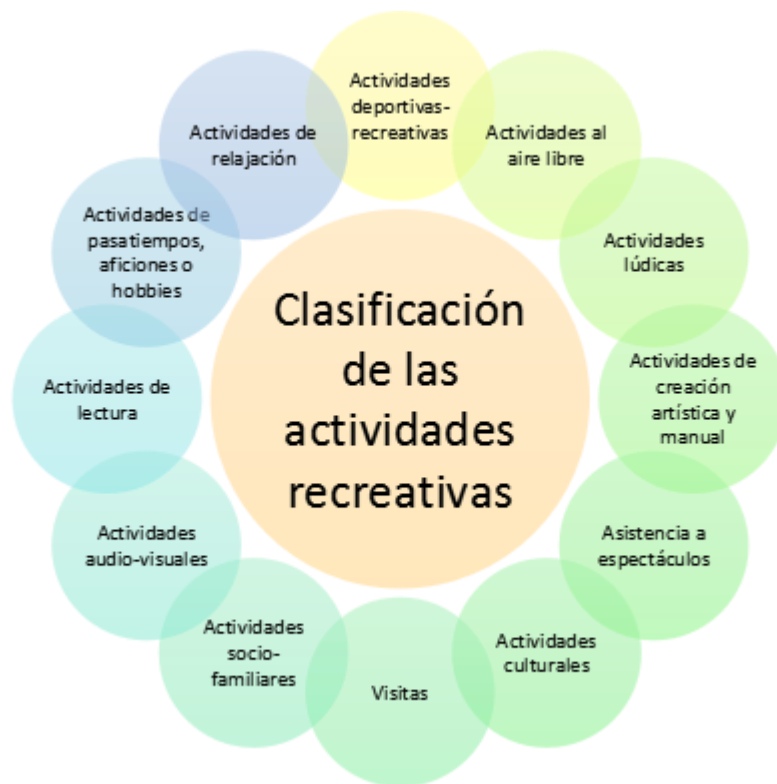 Clasificación
de las
actividades
recreativas
Actividades
deportivas-
recreativas
Actividades al
aire libre
Actividades
lúdicas
Actividades de
creación
artística y
manual
Asistencia a
espectáculos
Actividades
culturales
Visitas
Actividades
socio-
familiares
Actividades
audio-visuales
Actividades de
lectura
Actividades de
pasatiempos,
aficiones o
hobbies
Actividades de
relajación